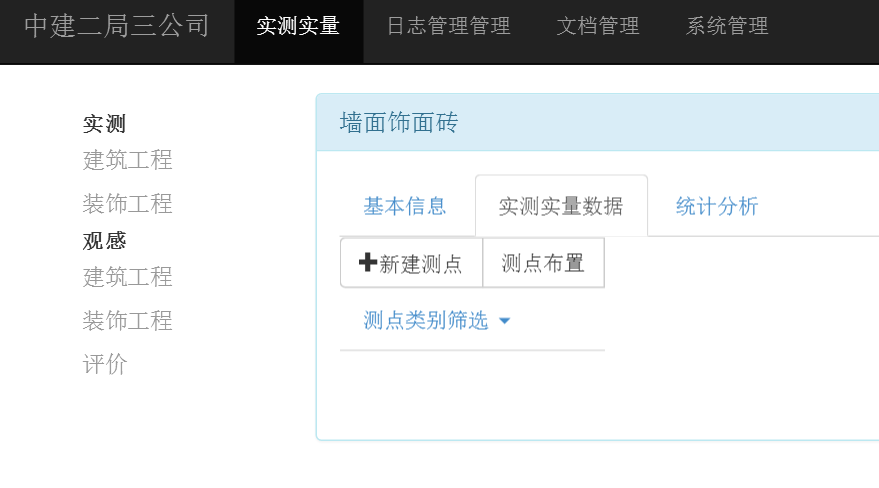 中建二局三公司 实测实量 日志管理管理 文档管理 系统管理
实测
建筑工程
装饰工程
观感
建筑工程
装饰工程
评价
墙面饰面砖
基本信息 实测实量数据 统计分析
新建测点 测点布置
测点类别筛选